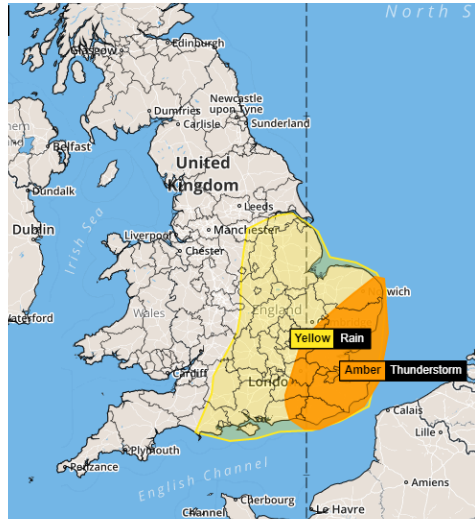 North S
Glasgow
Edinburgh
Dumfries
Newcastle
upon Tyne
Carlisle
Sunderland
Belfast
United
Kingdom
Dundalk
Leeds
Dublin
Irish Sea
Liverpool
Manchester
Chester
Waterford
Wales
England
wich
Yellow Rain
Amber Thunderstorm
Cardiff
Londo
Calais
Lille
Plymouth
Penzance
English Channel
Amiens
Cherbourg
Channel
Le Havre